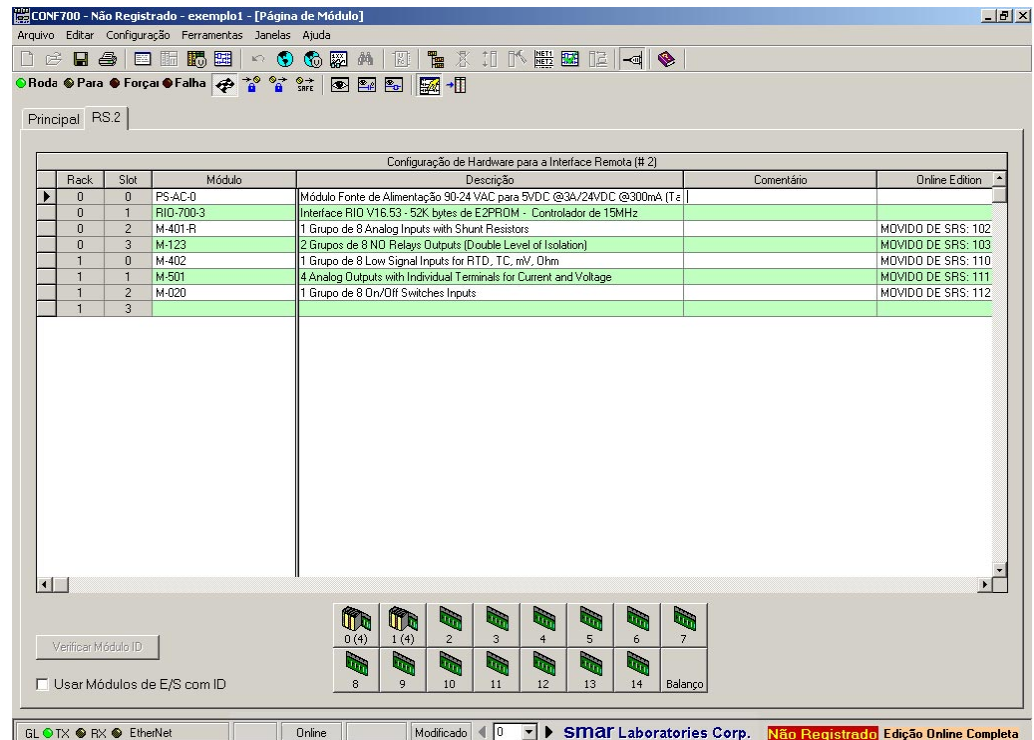 CONF700 - Não Registrado - exemplo1 - [Página de Módulo]
Arquivo Editar Configuração Ferramentas Janelas Ajuda
Roda Para Forçar Falha
SAFE
Principal RS.2
Configuração de Hardware para a Interface Remota (# 2)
Rack Slot Módulo Descrição Comentário Online Edition
0 0 PS-AC-0 Módulo Fonte de Alimentação 90-24 VAC para 5VDC @3A/24VDC @300mA (Ta
0 1 RIO-700-3 Interface RIO V16.53 - 52K bytes de E2PROM - Controlador de 15MHz
0 2 M-401-R 1 Grupo de 8 Analog Inputs with Shunt Resistors MOVIDO DE SRS: 102
0 3 M-123 2 Grupos de 8 NO Relays Outputs (Double Level of Isolation) MOVIDO DE SRS: 103
1 0 M-402 1 Grupo de 8 Low Signal Inputs for RTD, TC, mV, Ohm MOVIDO DE SRS: 110
1 1 M-501 4 Analog Outputs with Individual Terminals for Current and Voltage MOVIDO DE SRS: 111
1 2 M-020 1 Grupo de 8 On/Off Switches Inputs MOVIDO DE SRS: 112
1 3
0 (4) 1 (4) 2 3 4 5 6 7
Verificar Módulo ID
8 9 10 11 12 13 14 Balanço
Usar Módulos de E/S com ID
GL TX RX EtherNet Online Modificado 0 smar Laboratories Corp. Não Registrado Edição Online Completa